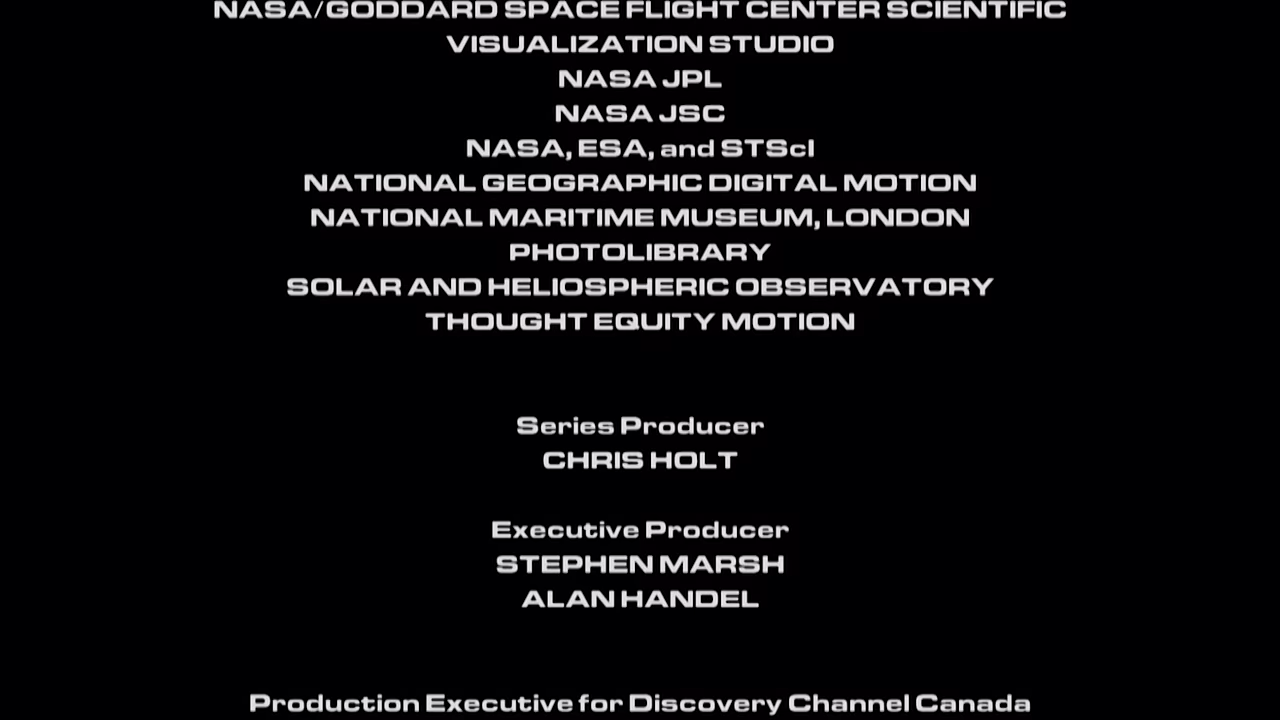 NASA/GODDARD SPACE FLIGHT CENTER SCIENTIFIC
VISUALIZATION STUDIO
NASA JPL
NASA JSC
NASA, ESA, and STScI
NATIONAL GEOGRAPHIC DIGITAL MOTION
NATIONAL MARITIME MUSEUM, LONDON
PHOTOLIBRARY
SOLAR AND HELIOSPHERIC OBSERVATORY
THOUGHT EQUITY MOTION
Series Producer
CHRIS HOLT
Executive Producer
STEPHEN MARSH
ALAN HANDEL
Production Executive for Discovery Channel Canada